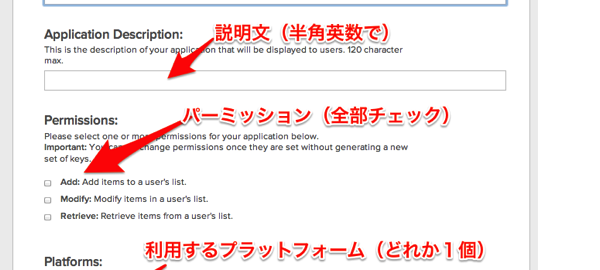 説明文（半角英数で）
Application Description:
This is the description of your application that will be displayed to users. 120 character
max.
パーミッション（全部チェック）
Permissions:
Please select one or more permissions for your application below.
Important: You cannot change permissions once they are set without generating a new
set of keys.
Add: Add items to a user's list.
Modify: Modify items in a user's list.
Retrieve: Retrieve items from a user's list.
利用するプラットフォーム（どれか１個）
Platforms: